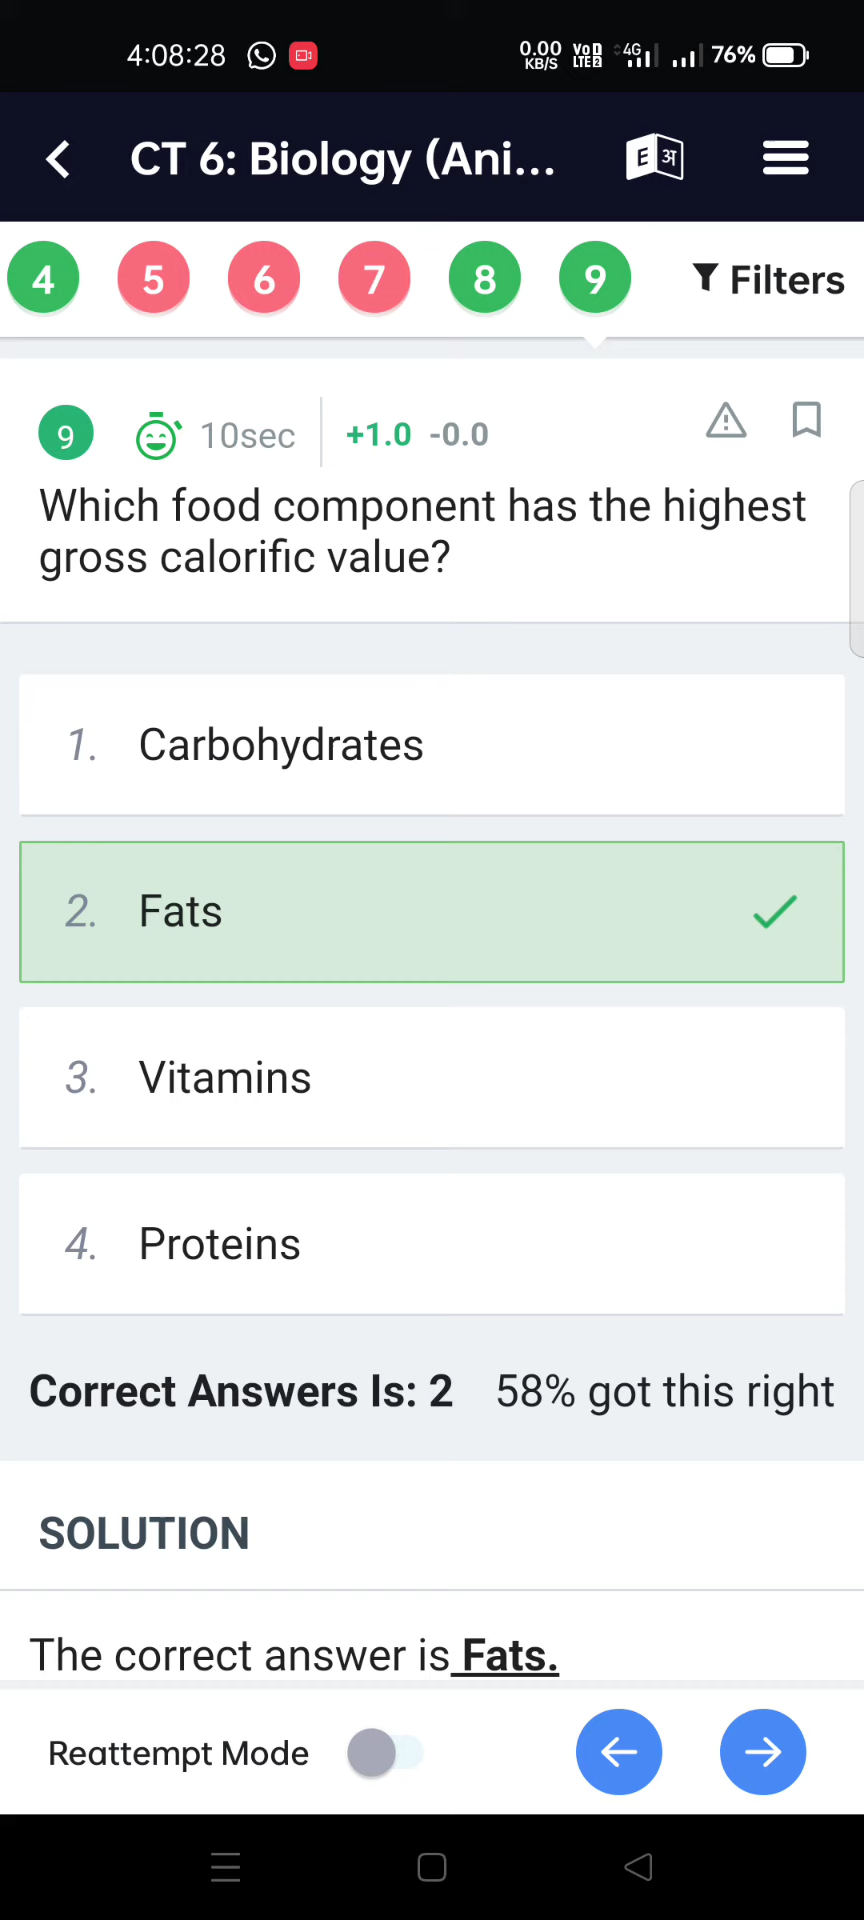 4:08:28
0.00 KB/S VoD LTE2 4G 76%
CT 6: Biology (Ani...
E अ
4 5 6 7 8 9 Filters
9 10sec +1.0 -0.0
Which food component has the highest
gross calorific value?
1. Carbohydrates
2. Fats
3. Vitamins
4. Proteins
Correct Answers Is: 2 58% got this right
SOLUTION
The correct answer is Fats.
Reattempt Mode